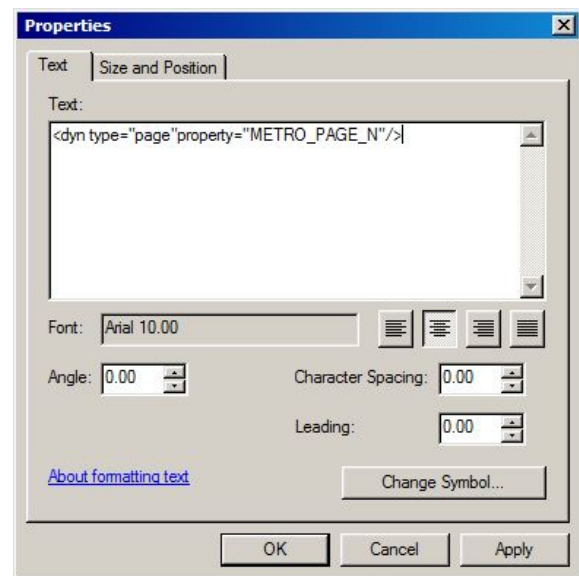 Properties
Text Size and Position
Text:
<dyn type="page"property="METRO_PAGE_N"/>
Font: Arial 10.00
Angle: 0.00 Character Spacing: 0.00
Leading: 0.00
About formatting text Change Symbol...
OK Cancel Apply